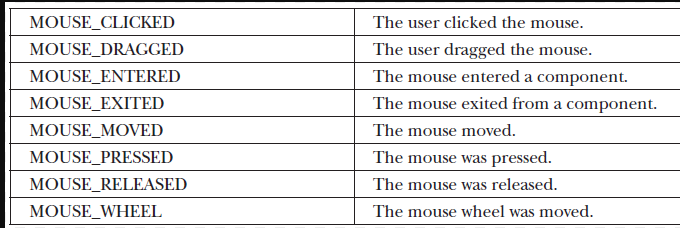 MOUSE_CLICKED The user clicked the mouse.
MOUSE_DRAGGED The user dragged the mouse.
MOUSE_ENTERED The mouse entered a component.
MOUSE_EXITED The mouse exited from a component.
MOUSE_MOVED The mouse moved.
MOUSE_PRESSED The mouse was pressed.
MOUSE_RELEASED The mouse was released.
MOUSE_WHEEL The mouse wheel was moved.